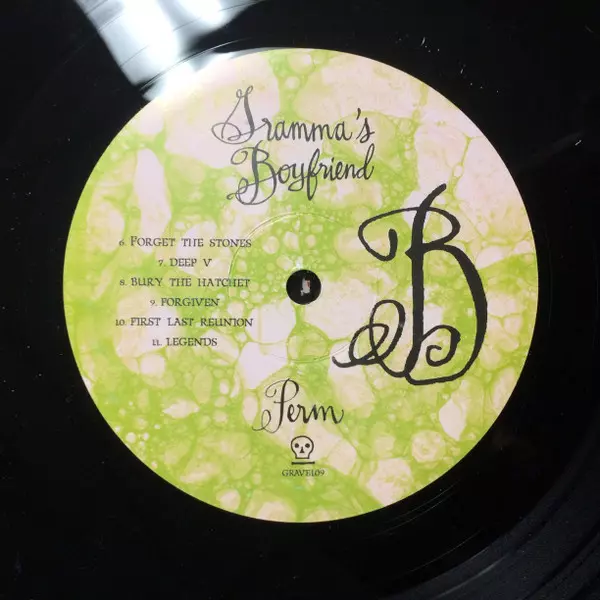 Gramma's
Boyfriend
B
6. FORGET THE STONES
7. DEEP V
8. BURY THE HATCHET
9. FORGIVEN
10. FIRST LAST REUNION
11. LEGENDS
Perm
GRAVE109